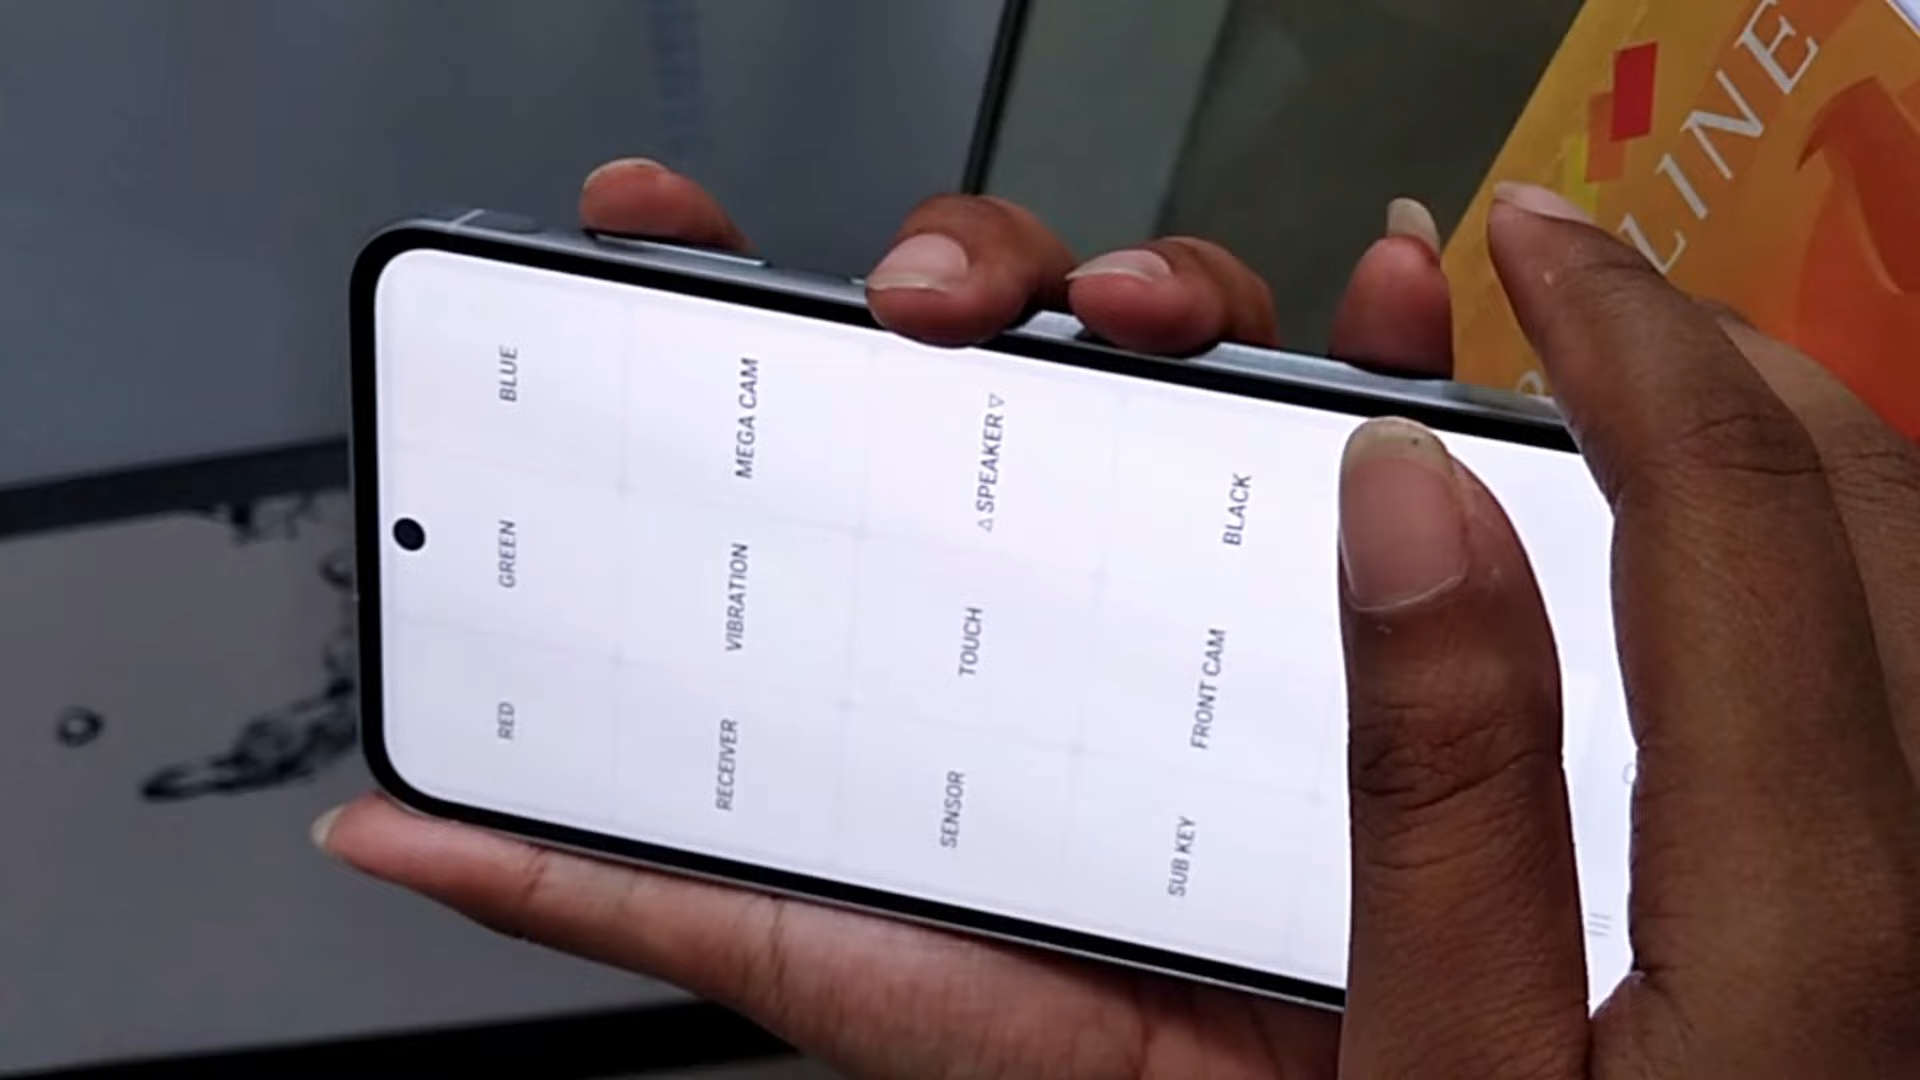 RED GREEN BLUE
RECEIVER VIBRATION MEGA CAM
SENSOR TOUCH △ SPEAKER ▽
SUB KEY FRONT CAM BLACK
LINE